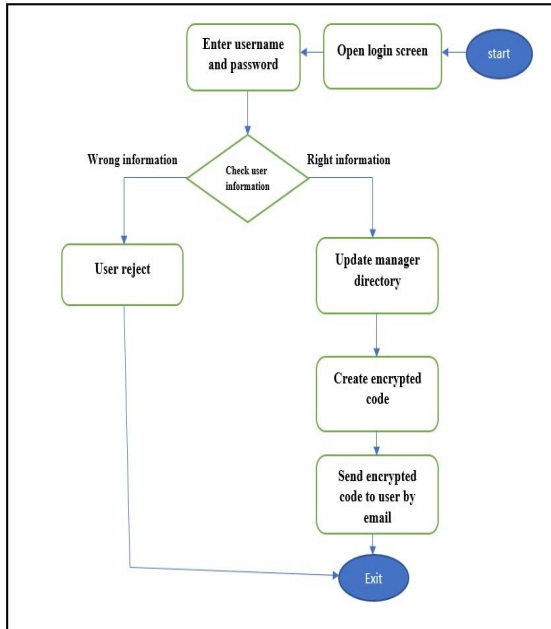 start
Open login screen
Enter username
and password
Check user
information
Wrong information
Right information
User reject
Update manager
directory
Create encrypted
code
Send encrypted
code to user by
email
Exit